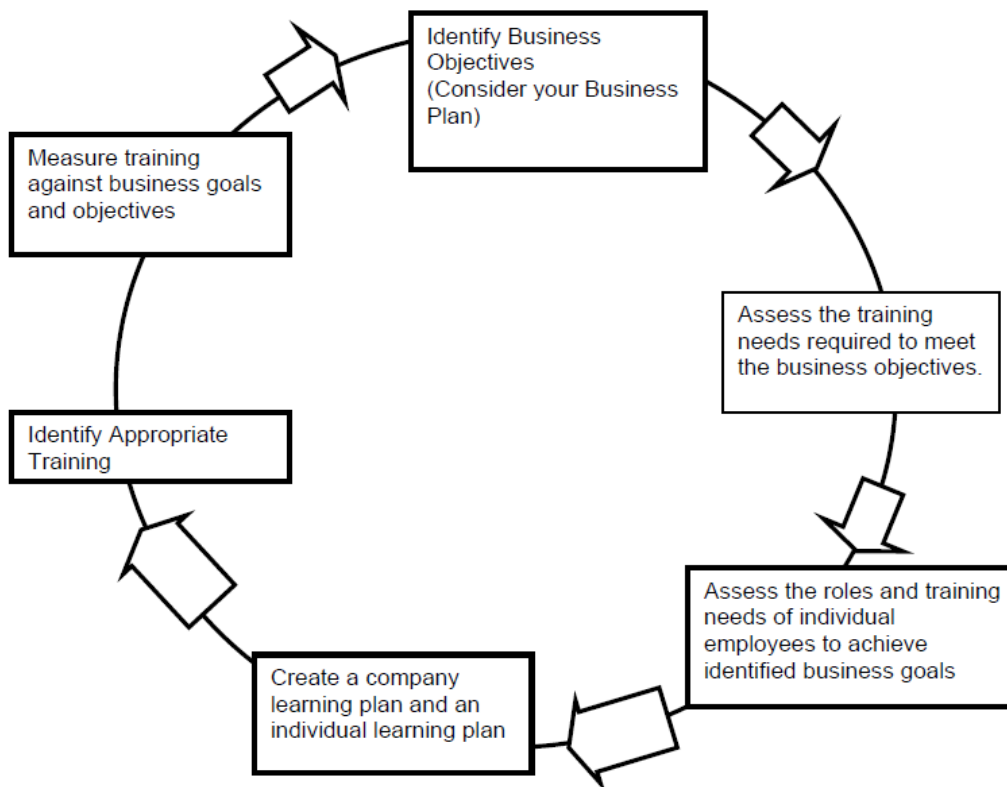 Identify Business
Objectives
(Consider your Business
Plan)
Assess the training
needs required to meet
the business objectives.
Assess the roles and training
needs of individual
employees to achieve
identified business goals
Create a company
learning plan and an
individual learning plan
Identify Appropriate
Training
Measure training
against business goals
and objectives